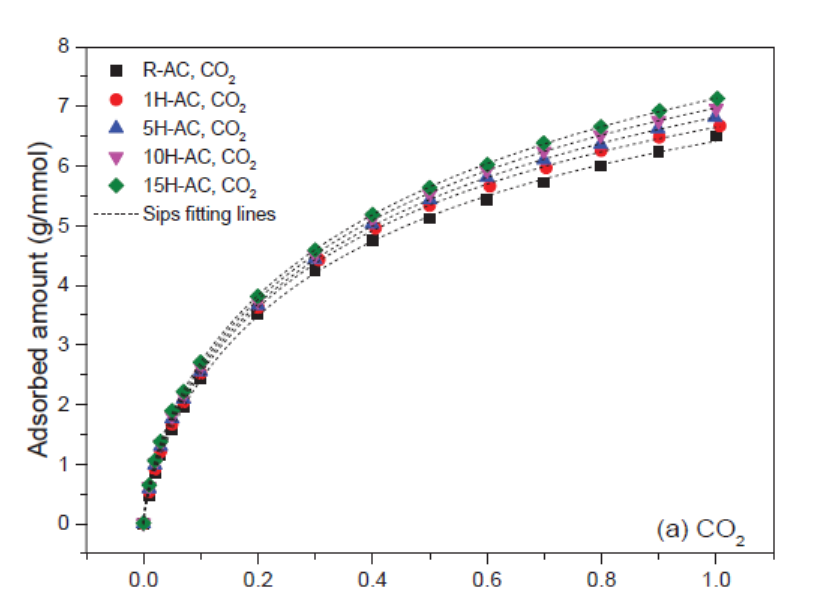 8
7
6
5
4
3
2
1
0
Adsorbed amount (g/mmol)
R-AC, CO₂
1H-AC, CO₂
5H-AC, CO₂
10H-AC, CO₂
15H-AC, CO₂
Sips fitting lines
(a) CO₂
0.0 0.2 0.4 0.6 0.8 1.0